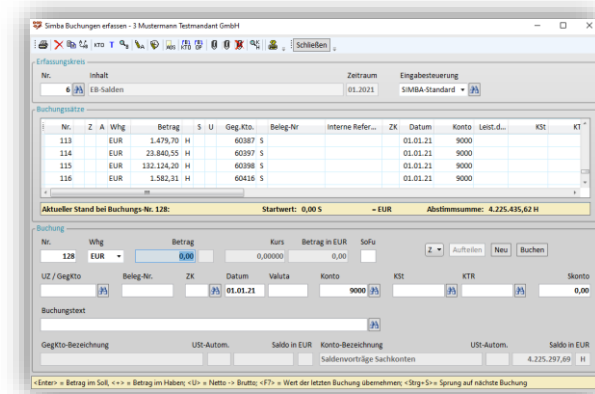 Simba Buchungen erfassen - 3 Mustermann Testmandant GmbH
KTO T ABS FB1 KTO FB1 OP Schließen
Erfassungskreis
Nr. Inhalt Zeitraum Eingabesteuerung
6 EB-Salden 01.2021 SIMBA-Standard
Buchungssätze
Nr. Z A Whg Betrag S U Geg.Kto. Beleg-Nr Interne Refer... ZK Datum Konto Leist.d... KSt KT
113 EUR 1.479,70 H 60387 S 01.01.21 9000
114 EUR 23.840,55 H 60397 S 01.01.21 9000
115 EUR 132.124,20 H 60398 S 01.01.21 9000
116 EUR 1.582,31 H 60416 S 01.01.21 9000
Aktueller Stand bei Buchungs-Nr. 128: Startwert: 0,00 S = EUR Abstimmsumme: 4.225.435,62 H
Buchung
Nr. Whg Betrag Kurs Betrag in EUR SoFu
128 EUR 0,00 0,00000 0,00 Z Aufteilen Neu Buchen
UZ / GegKto Beleg-Nr. ZK Datum Valuta Konto KSt KTR Skonto
01.01.21 9000 0,00
Buchungstext
GegKto-Bezeichnung USt-Autom. Saldo in EUR Konto-Bezeichnung USt-Autom. Saldo in EUR
Saldenvorträge Sachkonten 4.225.297,69 H
<Enter> = Betrag im Soll, <+> = Betrag im Haben; <U> = Netto -> Brutto; <F7> = Wert der letzten Buchung übernehmen; <Strg+S>= Sprung auf nächste Buchung